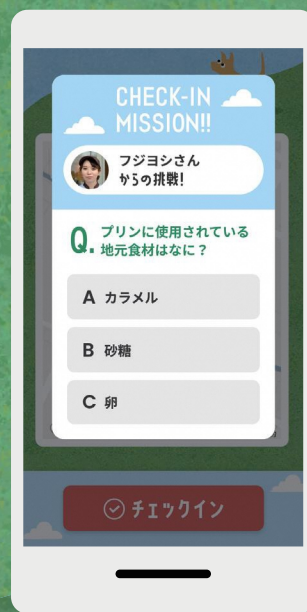 CHECK-IN
MISSION!!
フジヨシさん
からの挑戦!
Q. プリンに使用されている
地元食材はなに？
A カラメル
B 砂糖
C 卵
チェックイン